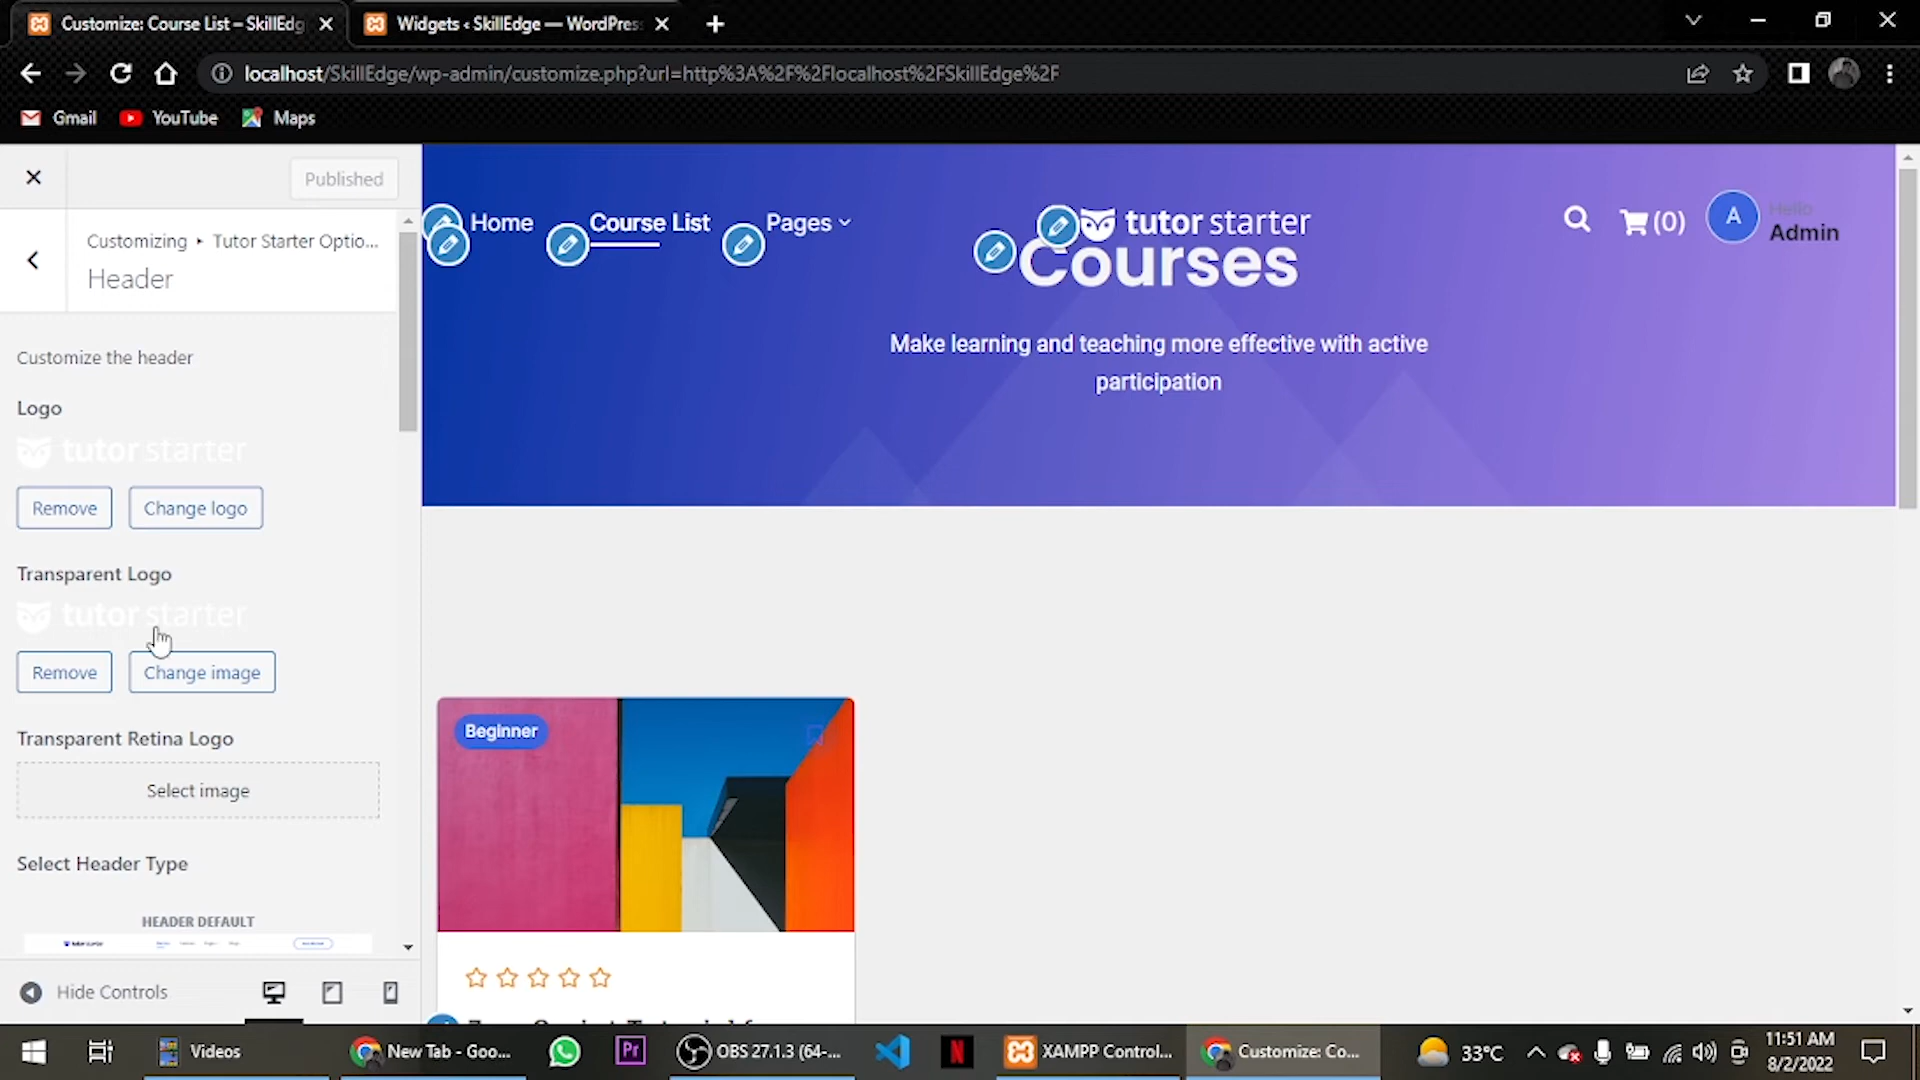 Customize: Course List – SkillEdg
Widgets ‹ SkillEdge — WordPres
localhost/SkillEdge/wp-admin/customize.php?url=http%3A%2F%2Flocalhost%2FSkillEdge%2F
Gmail YouTube Maps
Published
Customizing ▸ Tutor Starter Optio...
Header
Customize the header
Logo
tutor starter
Remove Change logo
Transparent Logo
tutor starter
Remove Change image
Transparent Retina Logo
Select image
Select Header Type
HEADER DEFAULT
Hide Controls
Home Course List Pages
tutor starter
(0)
A
Hello
Admin
Courses
Make learning and teaching more effective with active
participation
Beginner
Videos
New Tab - Goo...
Pr
OBS 27.1.3 (64-...
N
XAMPP Control...
Customize: Co...
33°C
11:51 AM
8/2/2022